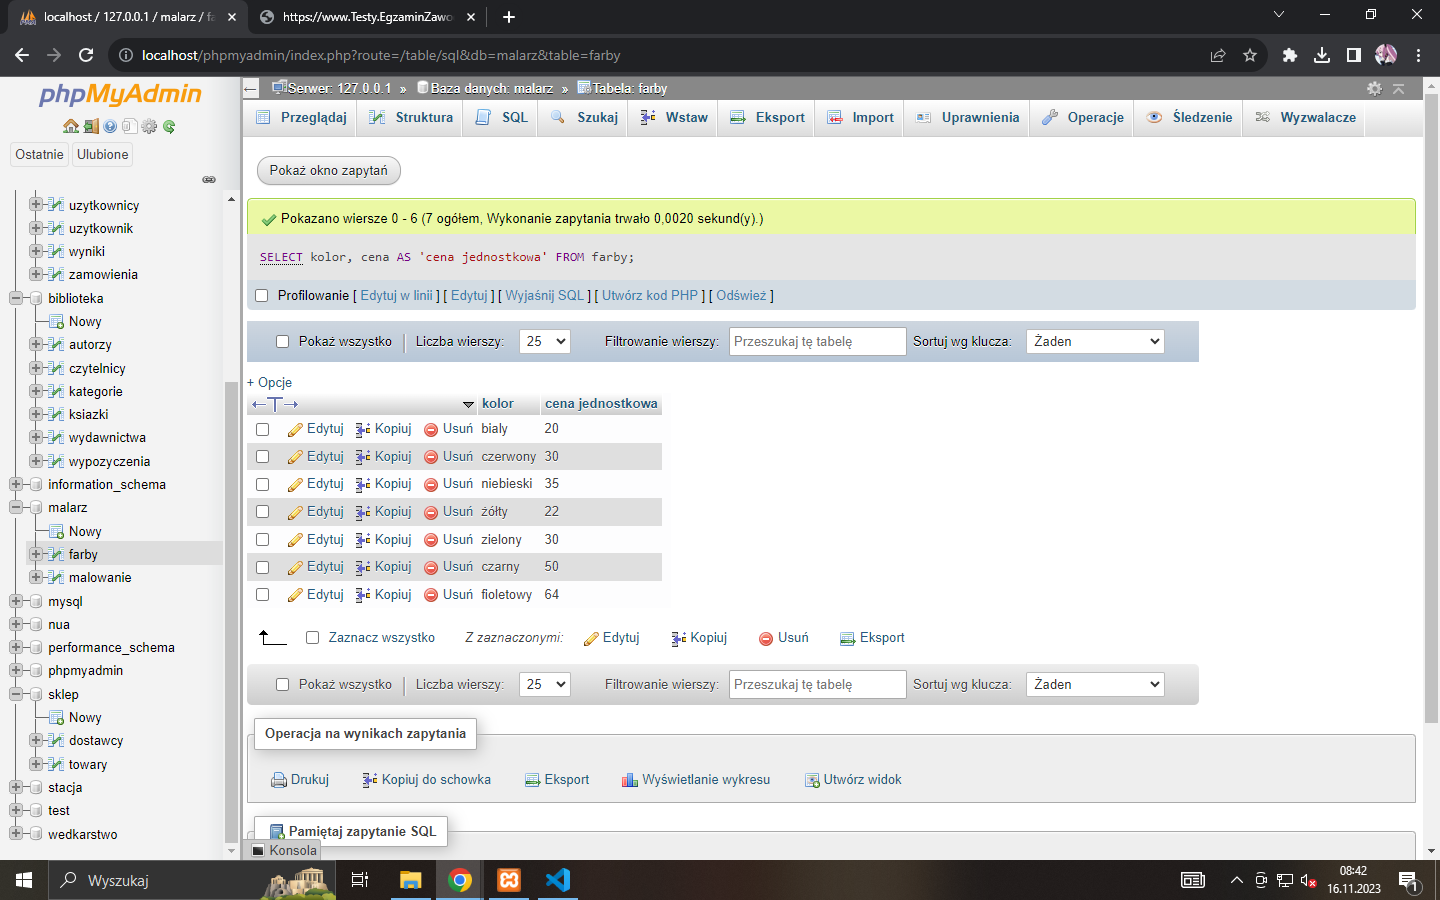 localhost / 127.0.0.1 / malarz / fa
https://www.Testy.EgzaminZawo
localhost/phpmyadmin/index.php?route=/table/sql&db=malarz&table=farby
phpMyAdmin
Ostatnie Ulubione
uzytkownicy
uzytkownik
wyniki
zamowienia
biblioteka
Nowy
autorzy
czytelnicy
kategorie
ksiazki
wydawnictwa
wypozyczenia
information_schema
malarz
Nowy
farby
malowanie
mysql
nua
performance_schema
phpmyadmin
sklep
Nowy
dostawcy
towary
stacja
test
wedkarstwo
Serwer: 127.0.0.1 » Baza danych: malarz » Tabela: farby
Przeglądaj Struktura SQL Szukaj Wstaw Eksport Import Uprawnienia Operacje Śledzenie Wyzwalacze
Pokaż okno zapytań
Pokazano wiersze 0 - 6 (7 ogółem, Wykonanie zapytania trwało 0,0020 sekund(y).)
SELECT kolor, cena AS 'cena jednostkowa' FROM farby;
Profilowanie [ Edytuj w linii ] [ Edytuj ] [ Wyjaśnij SQL ] [ Utwórz kod PHP ] [ Odśwież ]
Pokaż wszystko Liczba wierszy: 25 Filtrowanie wierszy: Przeszukaj tę tabelę Sortuj wg klucza: Żaden
+ Opcje
kolor cena jednostkowa
Edytuj Kopiuj Usuń bialy 20
Edytuj Kopiuj Usuń czerwony 30
Edytuj Kopiuj Usuń niebieski 35
Edytuj Kopiuj Usuń żółty 22
Edytuj Kopiuj Usuń zielony 30
Edytuj Kopiuj Usuń czarny 50
Edytuj Kopiuj Usuń fioletowy 64
Zaznacz wszystko Z zaznaczonymi: Edytuj Kopiuj Usuń Eksport
Pokaż wszystko Liczba wierszy: 25 Filtrowanie wierszy: Przeszukaj tę tabelę Sortuj wg klucza: Żaden
Operacja na wynikach zapytania
Drukuj Kopiuj do schowka Eksport Wyświetlanie wykresu Utwórz widok
Pamiętaj zapytanie SQL
Konsola
Wyszukaj
08:42
16.11.2023
1